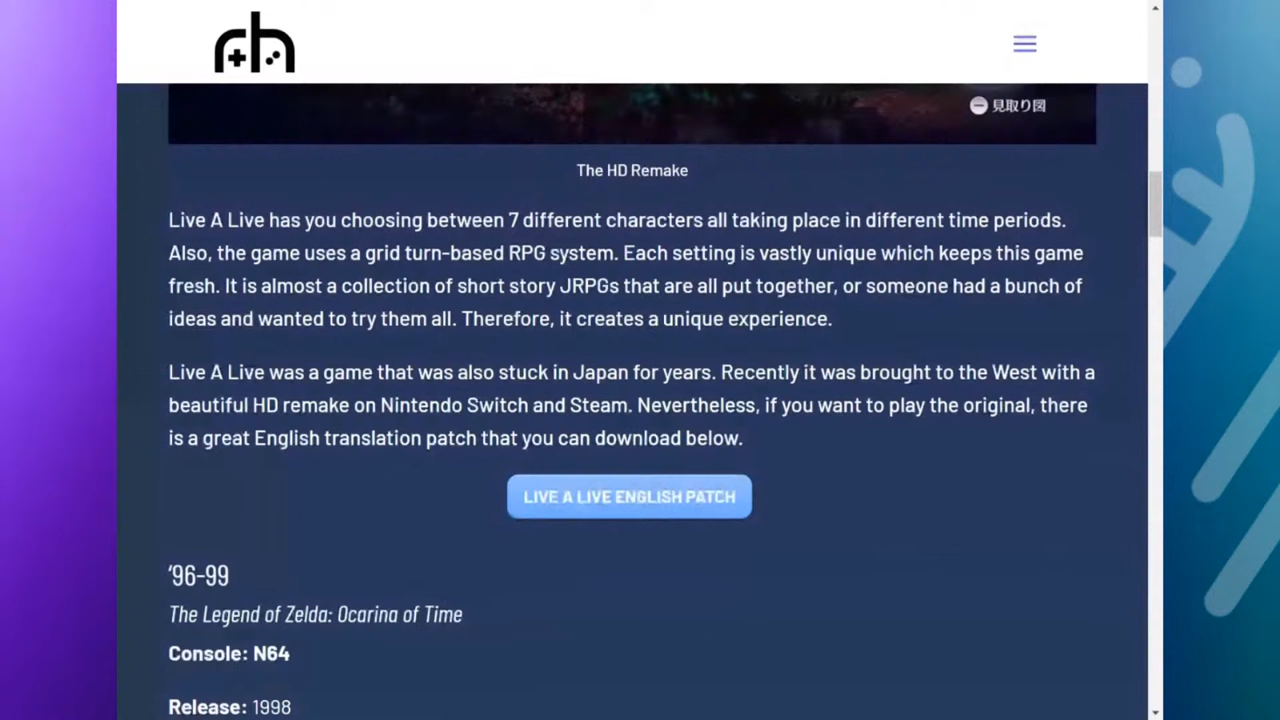 見取り図
The HD Remake
Live A Live has you choosing between 7 different characters all taking place in different time periods.
Also, the game uses a grid turn-based RPG system. Each setting is vastly unique which keeps this game
fresh. It is almost a collection of short story JRPGs that are all put together, or someone had a bunch of
ideas and wanted to try them all. Therefore, it creates a unique experience.
Live A Live was a game that was also stuck in Japan for years. Recently it was brought to the West with a
beautiful HD remake on Nintendo Switch and Steam. Nevertheless, if you want to play the original, there
is a great English translation patch that you can download below.
LIVE A LIVE ENGLISH PATCH
‘96-99
The Legend of Zelda: Ocarina of Time
Console: N64
Release: 1998